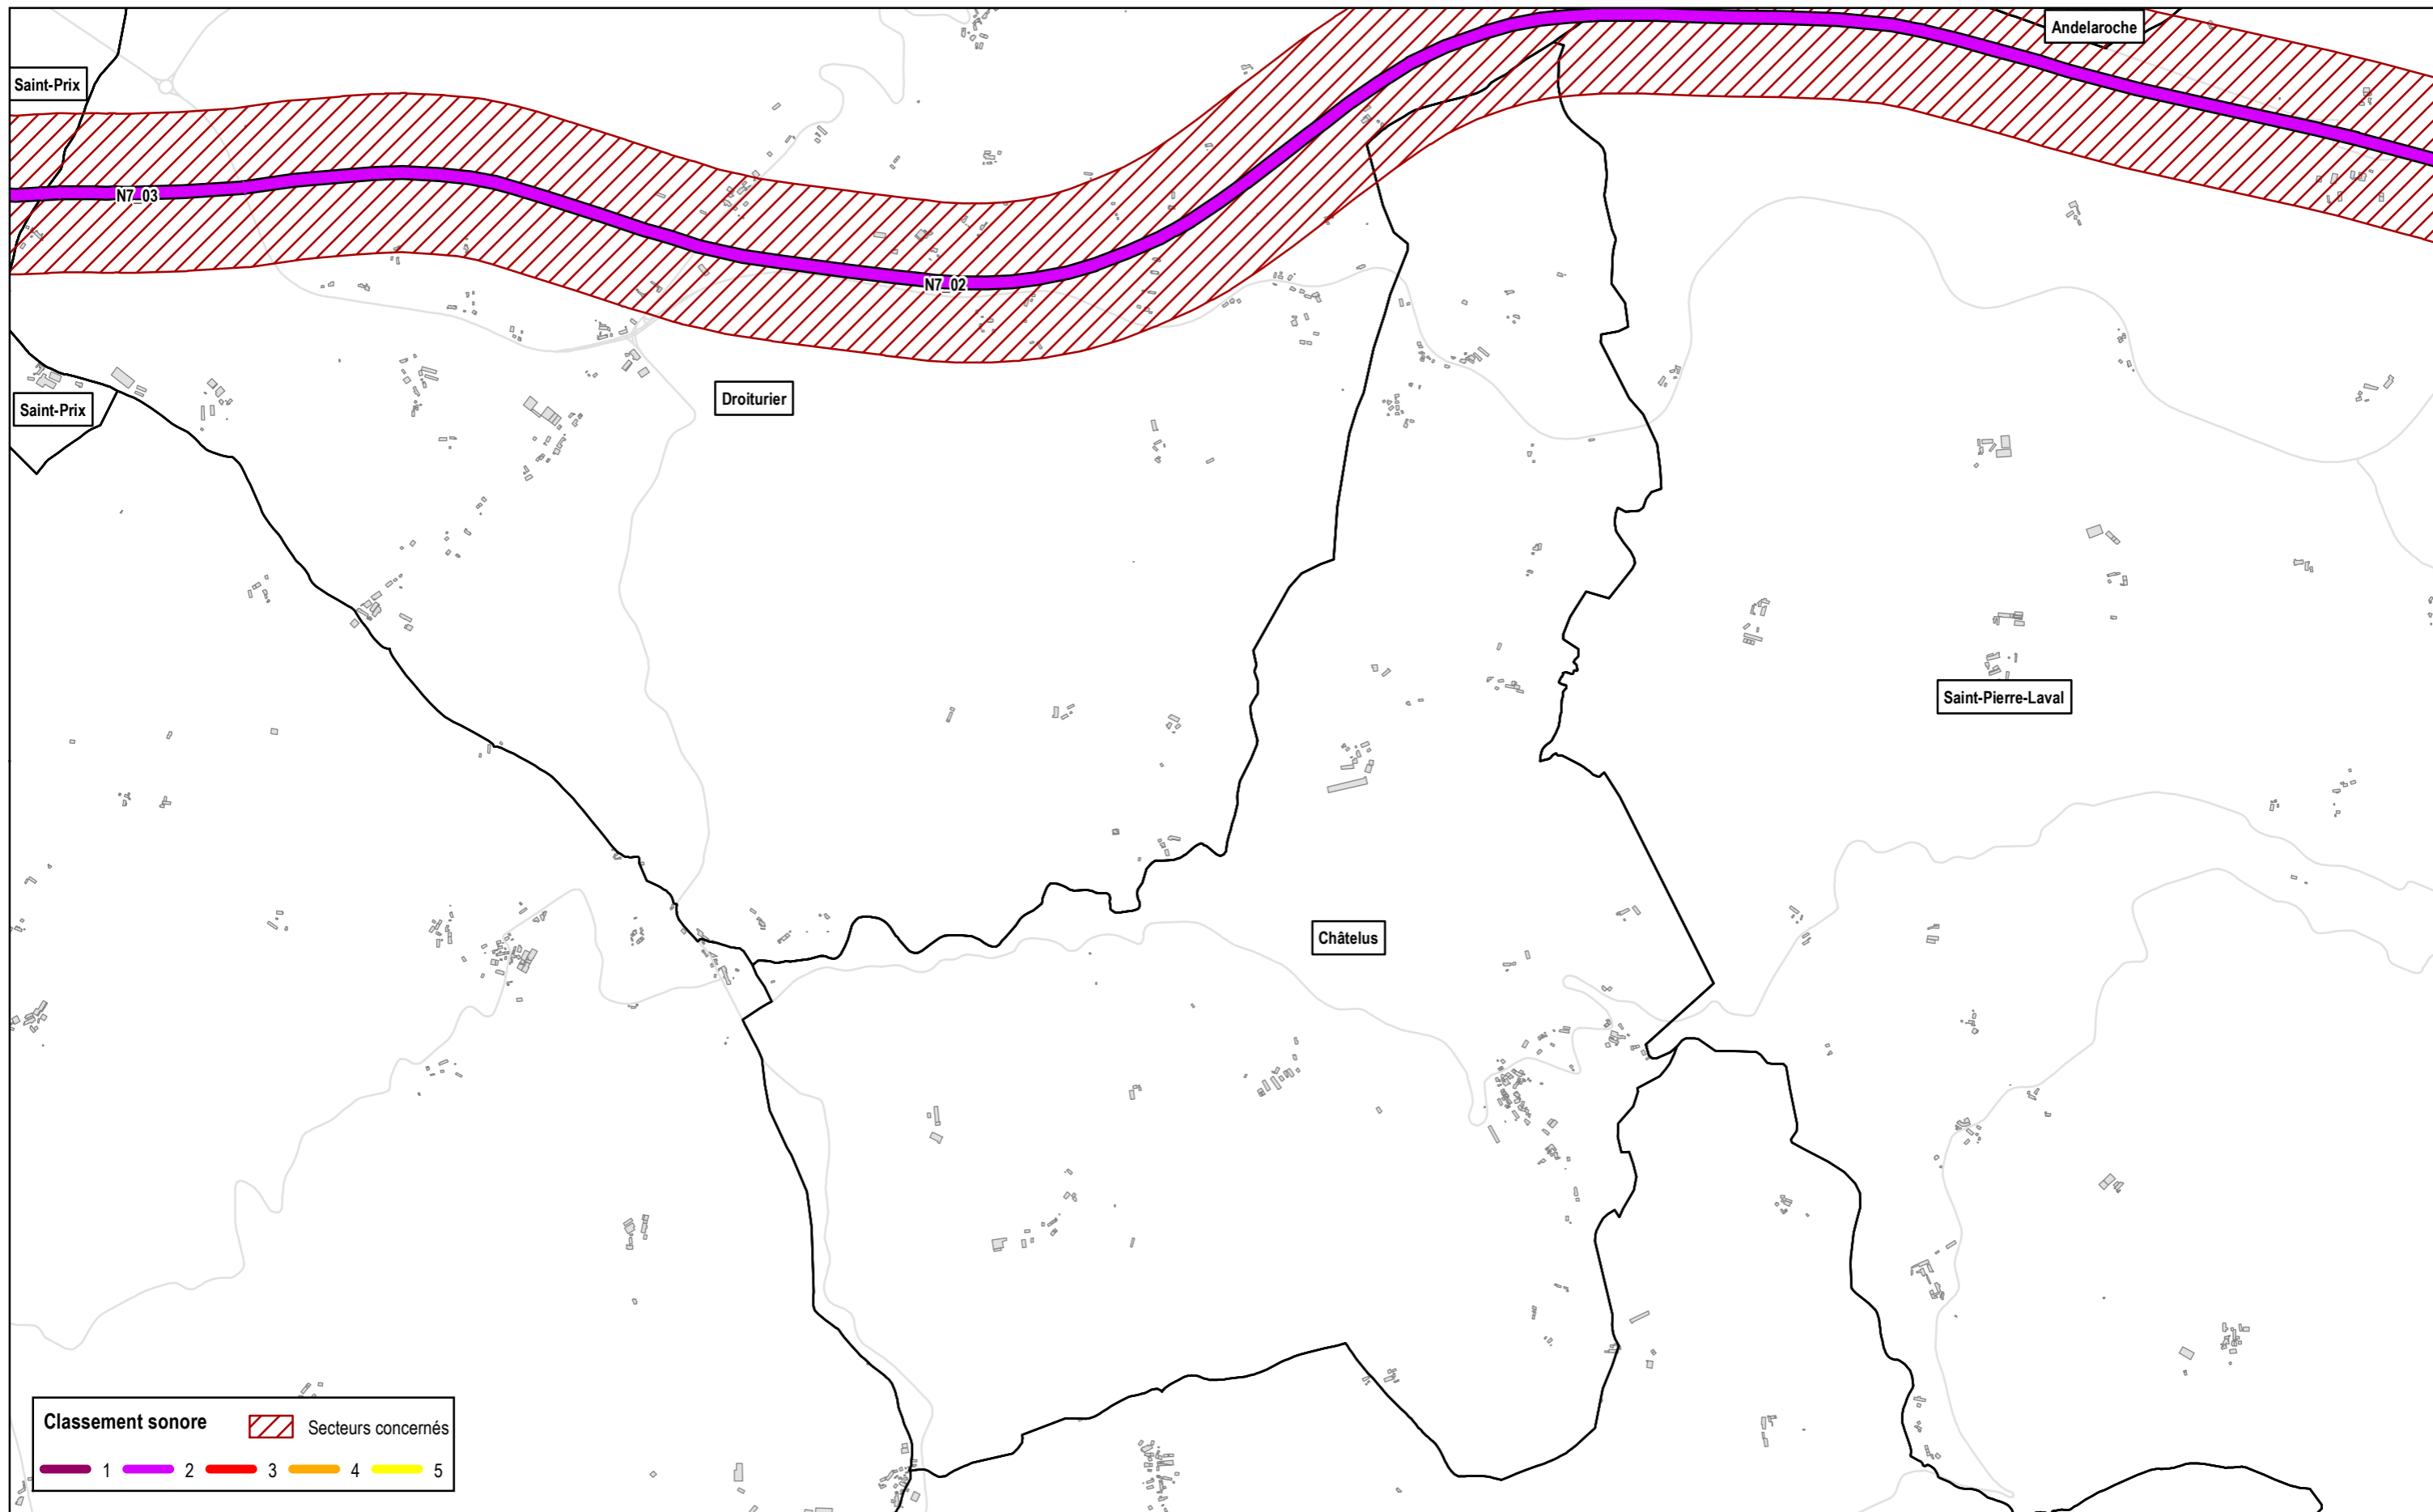 Andelaroche
Saint-Prix
N7_03
N7_02
Droiturier
Saint-Prix
Saint-Pierre-Laval
Châtelus
Classement sonore
Secteurs concernés
1 2 3 4 5